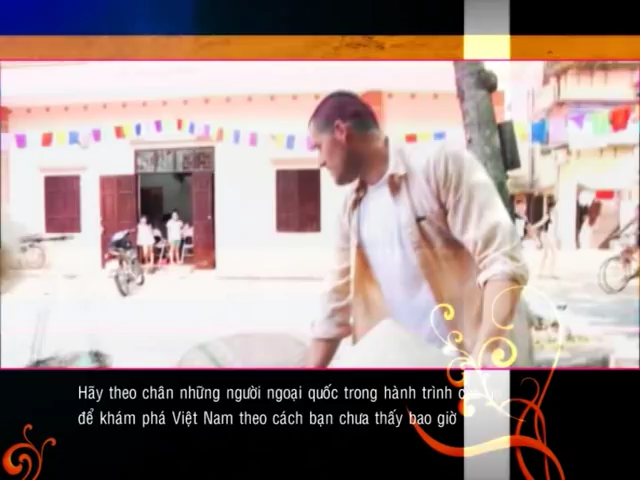 Hãy theo chân những người ngoại quốc trong hành trình
để khám phá Việt Nam theo cách bạn chưa thấy bao giờ